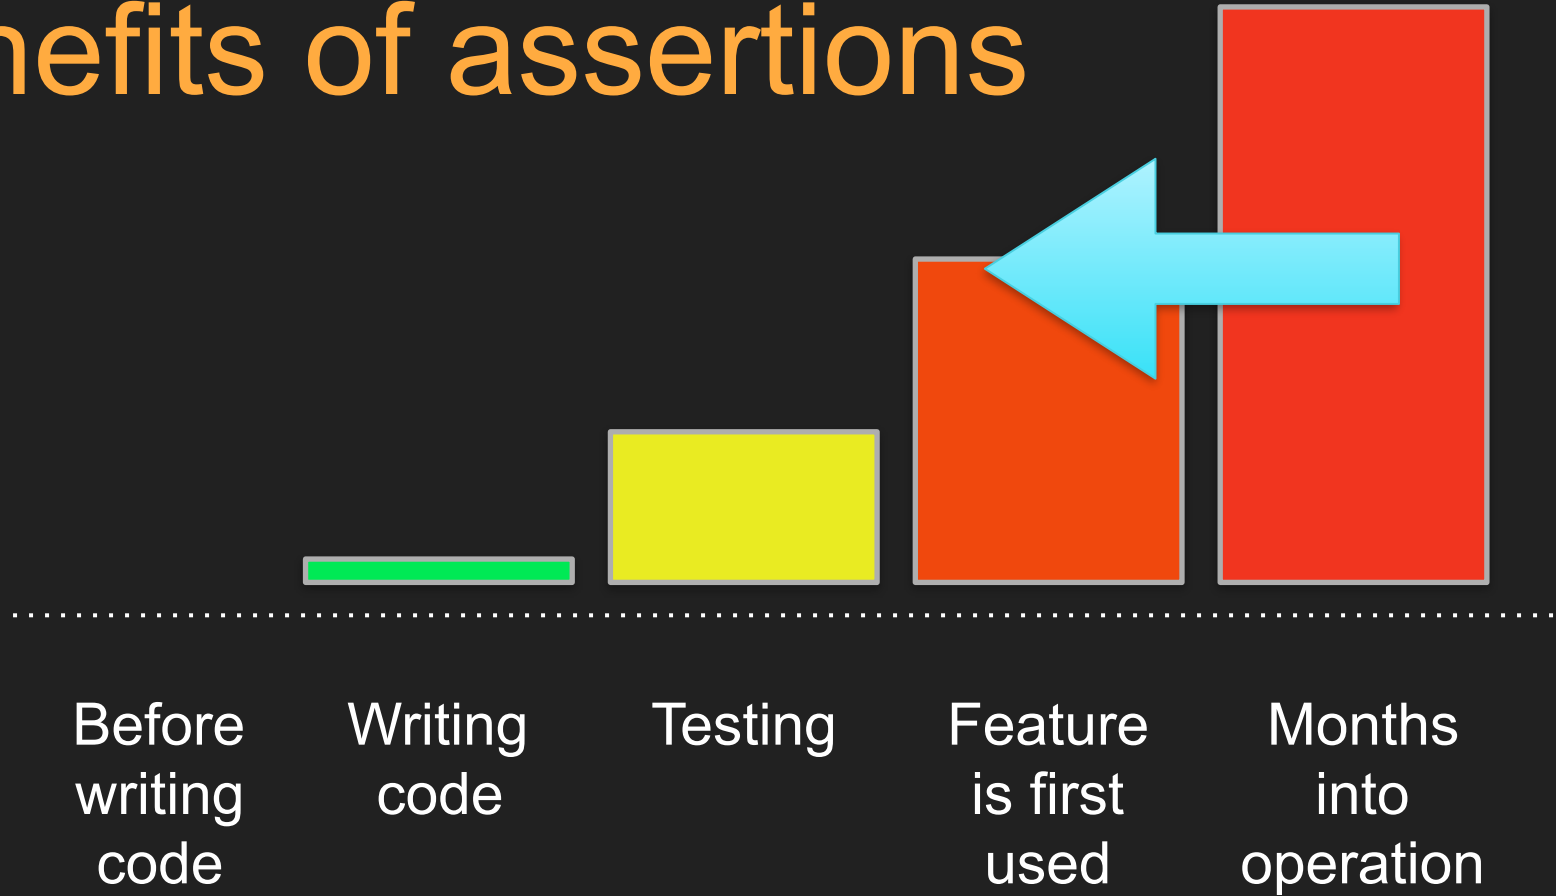 nefits of assertions
Before
writing
code
Writing
code
Testing
Feature
is first
used
Months
into
operation